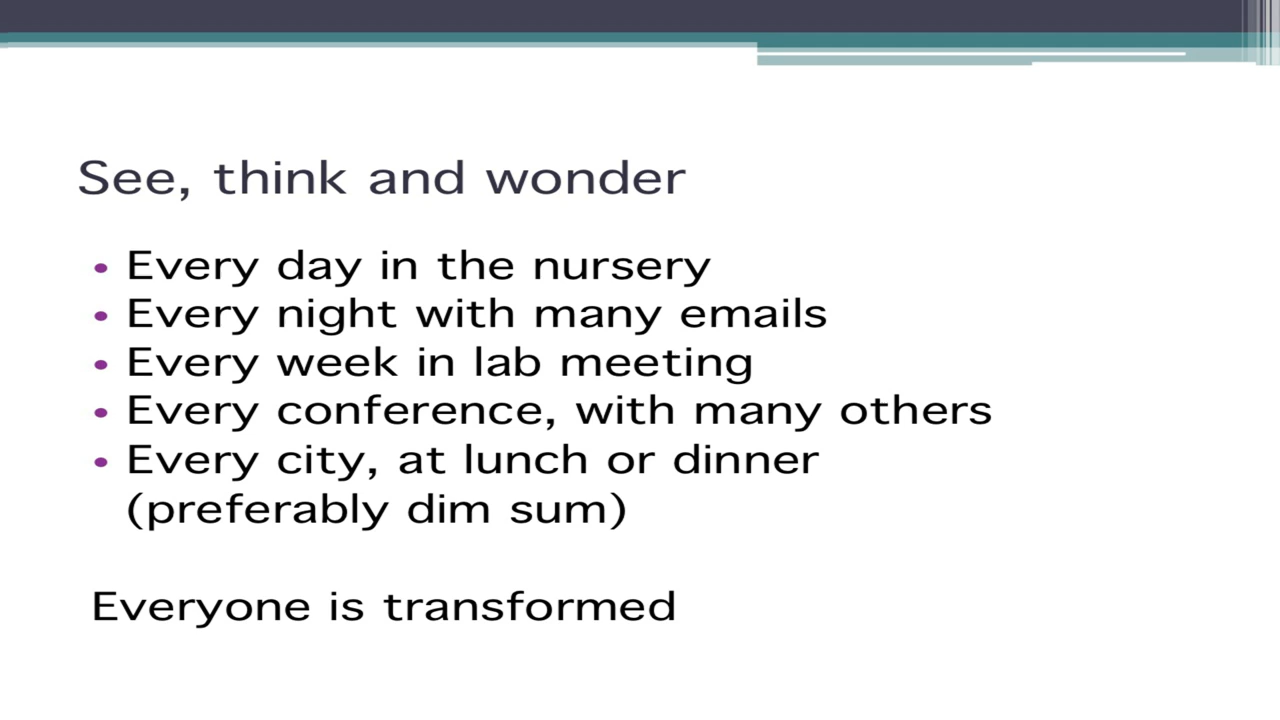 See, think and wonder
• Every day in the nursery
• Every night with many emails
• Every week in lab meeting
• Every conference, with many others
• Every city, at lunch or dinner
(preferably dim sum)
Everyone is transformed